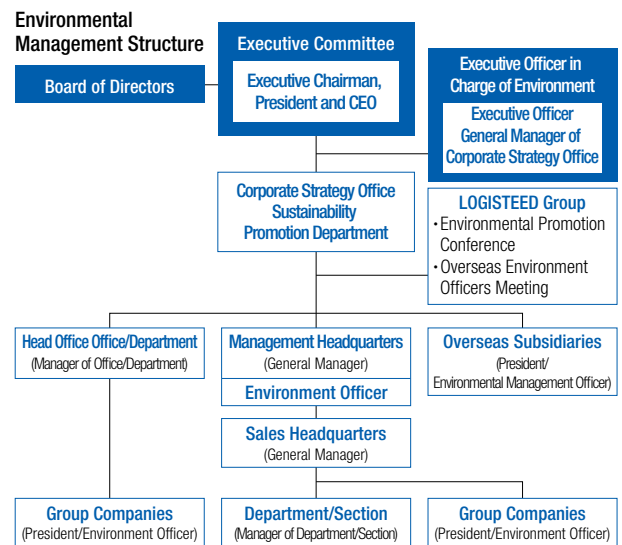 Environmental
Management Structure
Board of Directors
Executive Committee
Executive Chairman,
President and CEO
Executive Officer in
Charge of Environment
Executive Officer
General Manager of
Corporate Strategy Office
Corporate Strategy Office
Sustainability
Promotion Department
LOGISTEED Group
・Environmental Promotion
Conference
・Overseas Environment
Officers Meeting
Head Office Office/Department
(Manager of Office/Department)
Management Headquarters
(General Manager)
Environment Officer
Overseas Subsidiaries
(President/
Environmental Management Officer)
Sales Headquarters
(General Manager)
Group Companies
(President/Environment Officer)
Department/Section
(Manager of Department/Section)
Group Companies
(President/Environment Officer)